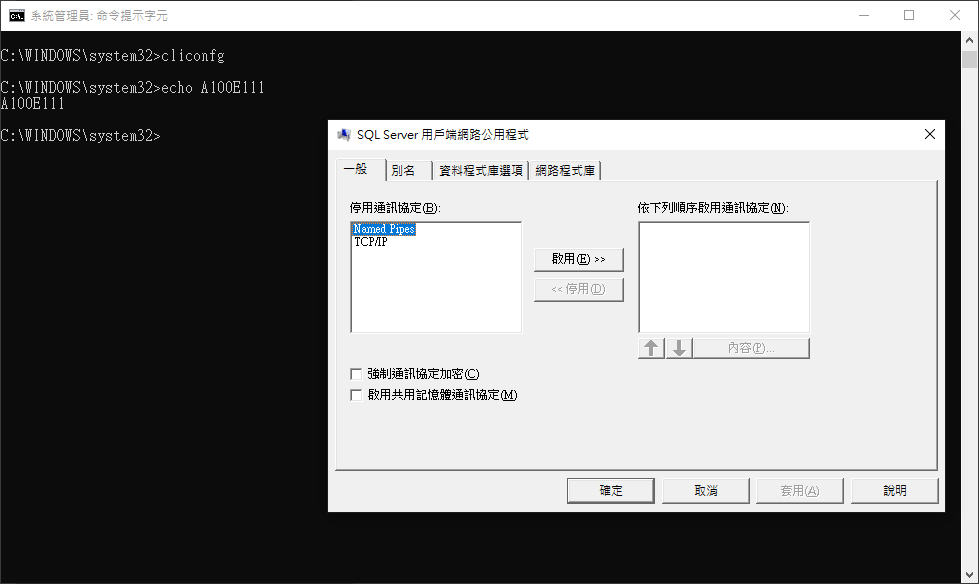 系統管理員: 命令提示字元
C:\WINDOWS\system32>cliconfg
C:\WINDOWS\system32>echo A100E111
A100E111
C:\WINDOWS\system32>
SQL Server 用戶端網路公用程式
一般 別名 資料程式庫選項 網路程式庫
停用通訊協定(B):
Named Pipes
TCP/IP
啟用(E) >>
<< 停用(D)
依下列順序啟用通訊協定(N):
內容(P)...
強制通訊協定加密(C)
啟用共用記憶體通訊協定(M)
確定 取消 套用(A) 說明